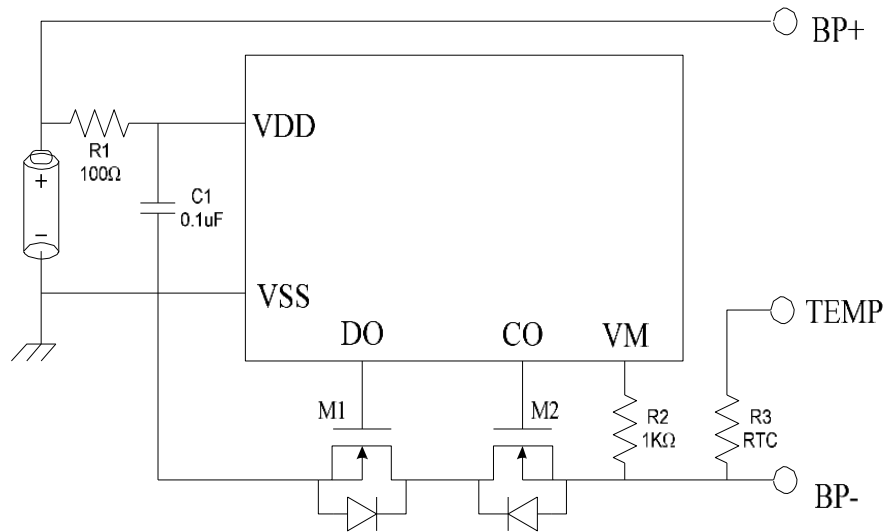 BP+
VDD
R1
100Ω
+
C1
0.1uF
−
VSS
TEMP
DO
CO
VM
M1
M2
R2
1KΩ
R3
RTC
BP-